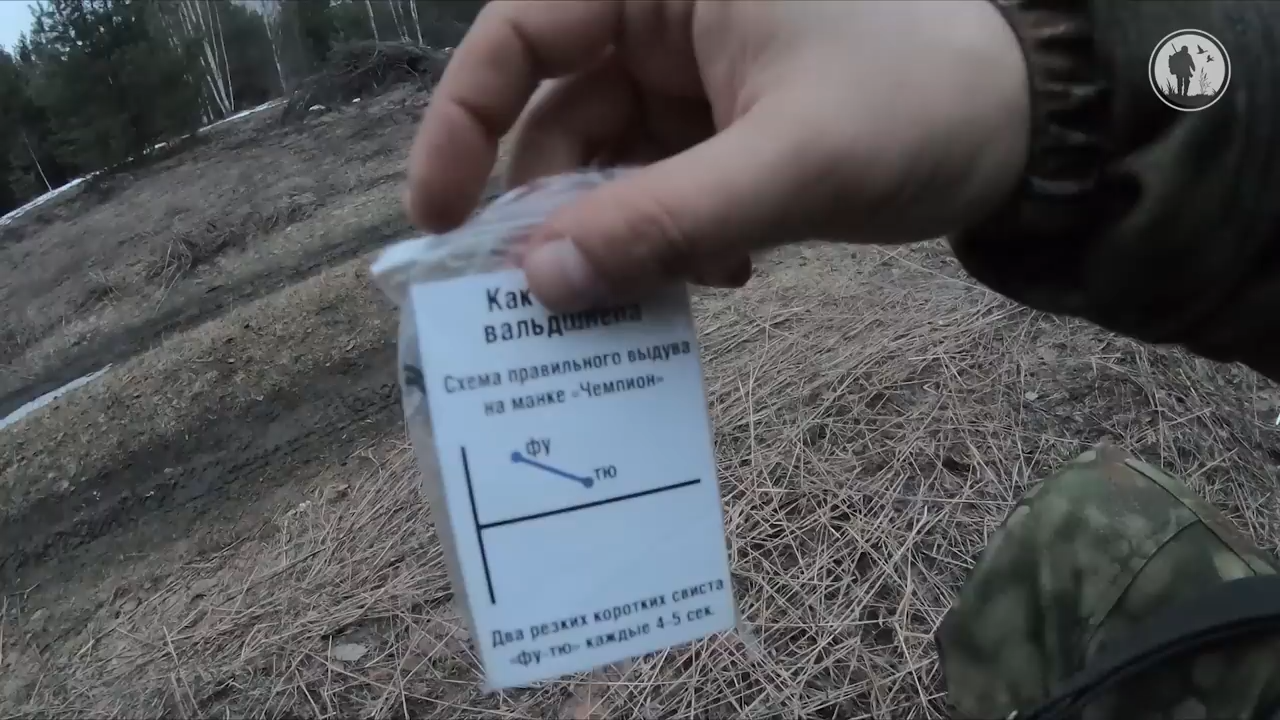 Как
вальдшнепа
Схема правильного выдува
на манке «Чемпион»
фу
тю
Два резких коротких свиста
«фу-тю» каждые 4-5 сек.